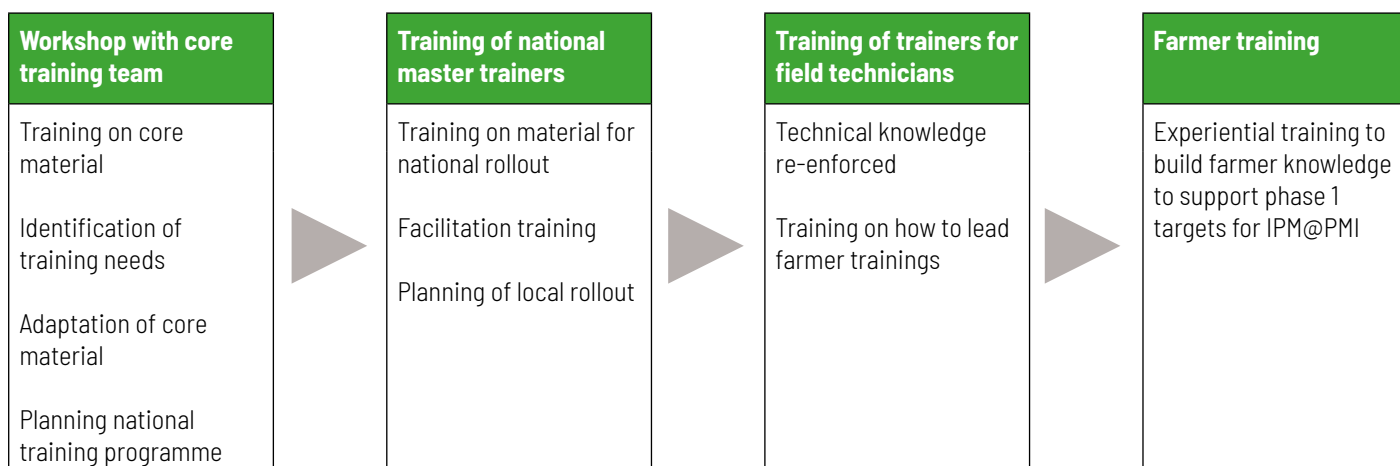 Workshop with core
training team
Training on core
material
Identification of
training needs
Adaptation of core
material
Planning national
training programme
Training of national
master trainers
Training on material for
national rollout
Facilitation training
Planning of local rollout
Training of trainers for
field technicians
Technical knowledge
re-enforced
Training on how to lead
farmer trainings
Farmer training
Experiential training to
build farmer knowledge
to support phase 1
targets for IPM@PMI